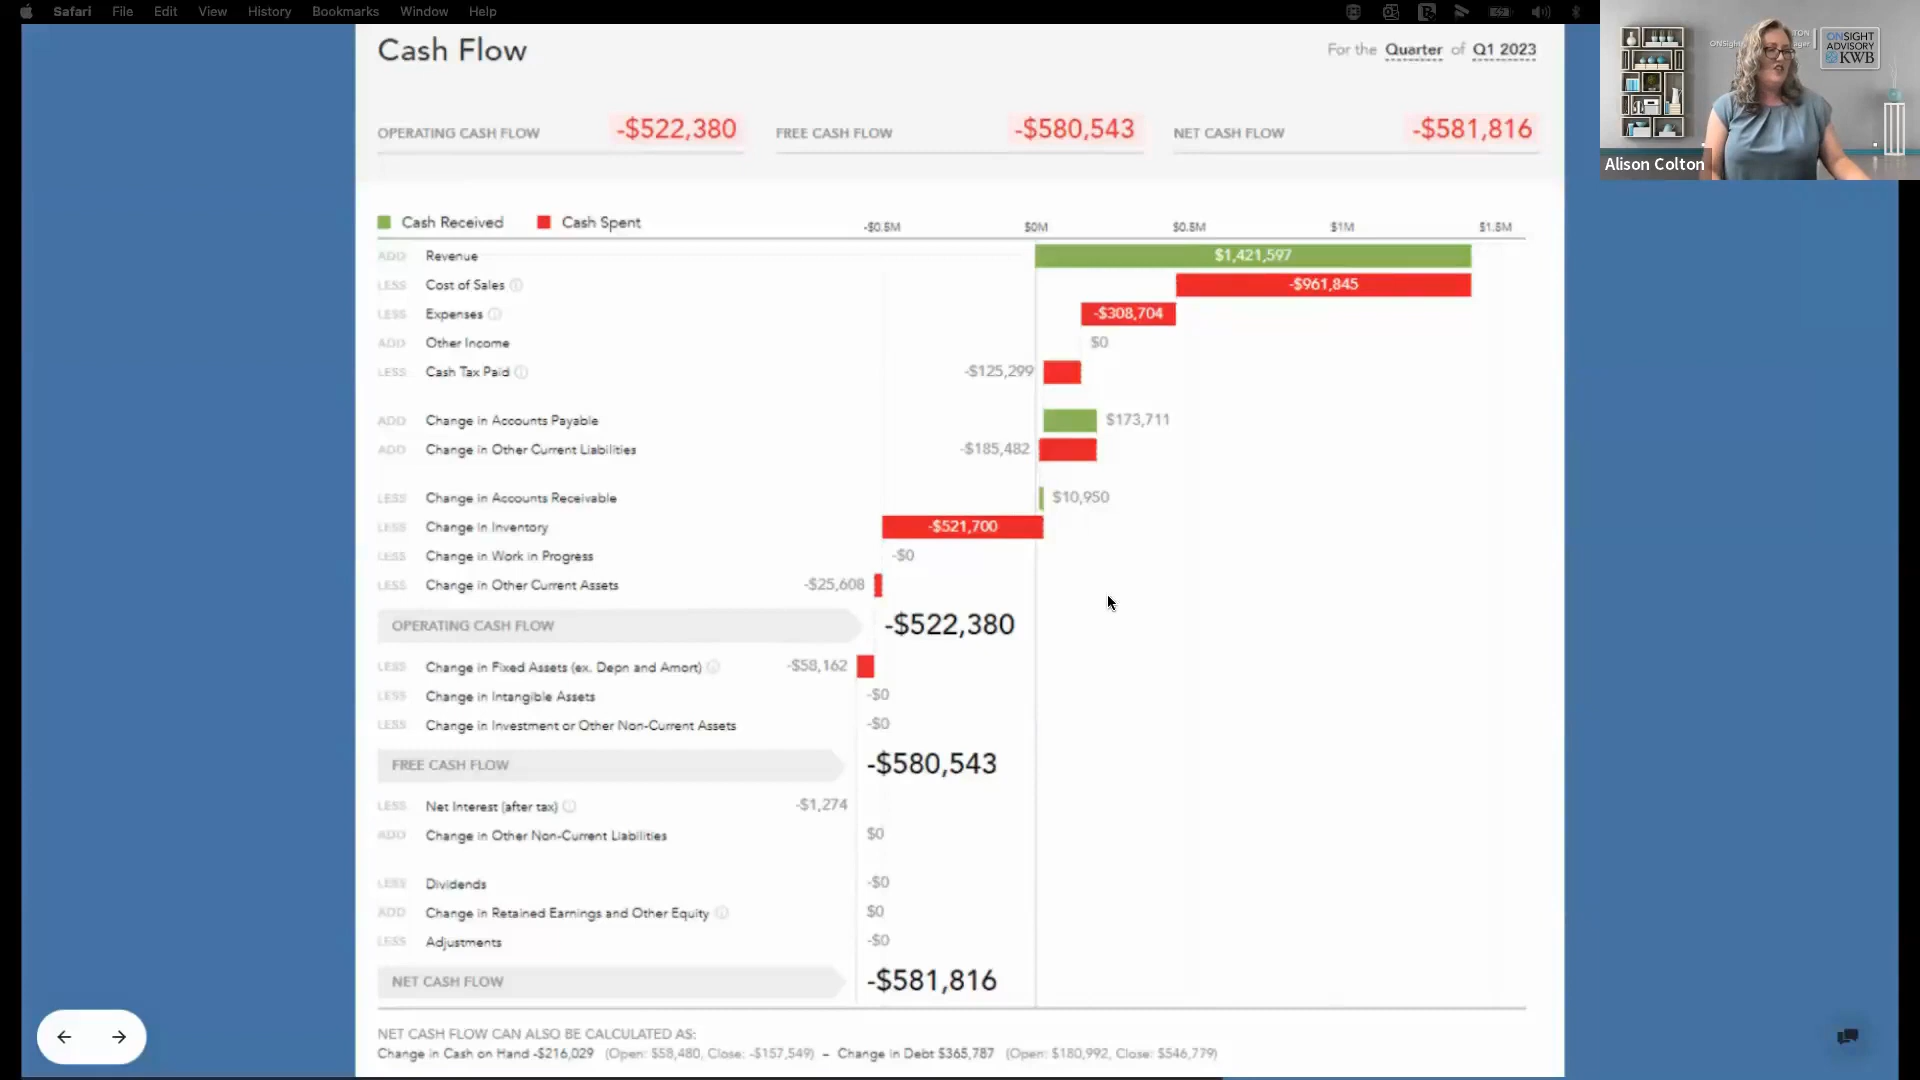 Safari File Edit View History Bookmarks Window Help
Cash Flow
For the Quarter of Q1 2023
OPERATING CASH FLOW -$522,380 FREE CASH FLOW -$580,543 NET CASH FLOW -$581,816
ONSIGHT
ADVISORY
KWB
Alison Colton
Cash Received Cash Spent -$0.5M $0M $0.5M $1M $1.5M
ADD Revenue $1,421,597
LESS Cost of Sales -$961,845
LESS Expenses -$308,704
ADD Other Income $0
LESS Cash Tax Paid -$125,299
ADD Change in Accounts Payable $173,711
ADD Change in Other Current Liabilities -$185,482
LESS Change in Accounts Receivable $10,950
LESS Change in Inventory -$521,700
LESS Change in Work in Progress -$0
LESS Change in Other Current Assets -$25,608
OPERATING CASH FLOW -$522,380
LESS Change in Fixed Assets (ex. Depn and Amort) -$58,162
LESS Change in Intangible Assets -$0
LESS Change in Investment or Other Non-Current Assets -$0
FREE CASH FLOW -$580,543
LESS Net Interest (after tax) -$1,274
ADD Change in Other Non-Current Liabilities $0
LESS Dividends -$0
ADD Change in Retained Earnings and Other Equity $0
LESS Adjustments -$0
NET CASH FLOW -$581,816
NET CASH FLOW CAN ALSO BE CALCULATED AS:
Change in Cash on Hand -$216,029 (Open: $58,480, Close: -$157,549) – Change in Debt $365,787 (Open: $180,992, Close: $546,779)